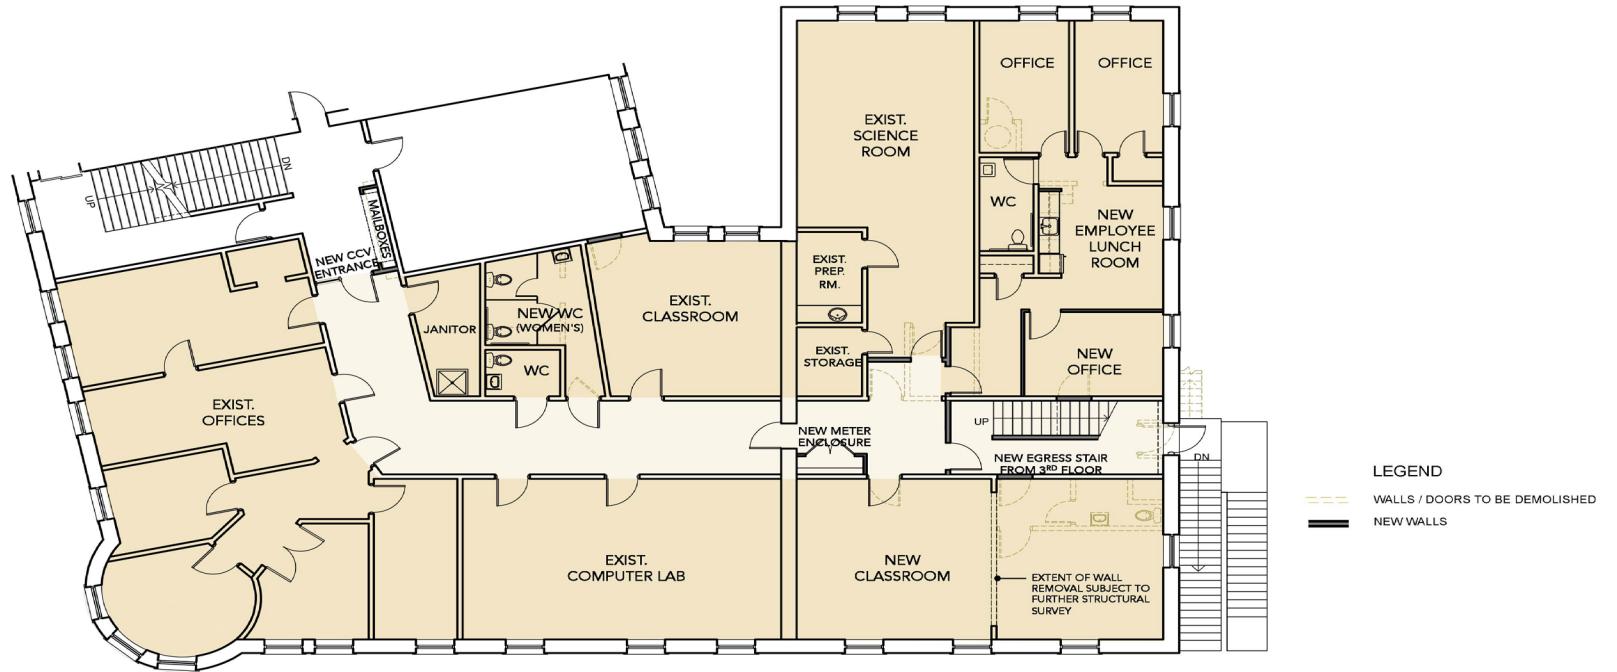 OFFICE
OFFICE
EXIST.
SCIENCE
ROOM
DN
UP
MAILBOXES
WC
NEW
EMPLOYEE
LUNCH
ROOM
NEW CCV
ENTRANCE
EXIST.
PREP.
RM.
EXIST.
CLASSROOM
NEW WC
(WOMEN'S)
JANITOR
EXIST.
STORAGE
NEW
OFFICE
WC
EXIST.
OFFICES
UP
NEW METER
ENCLOSURE
NEW EGRESS STAIR
FROM 3RD FLOOR
DN
LEGEND
WALLS / DOORS TO BE DEMOLISHED
NEW WALLS
EXIST.
COMPUTER LAB
NEW
CLASSROOM
EXTENT OF WALL
REMOVAL SUBJECT TO
FURTHER STRUCTURAL
SURVEY